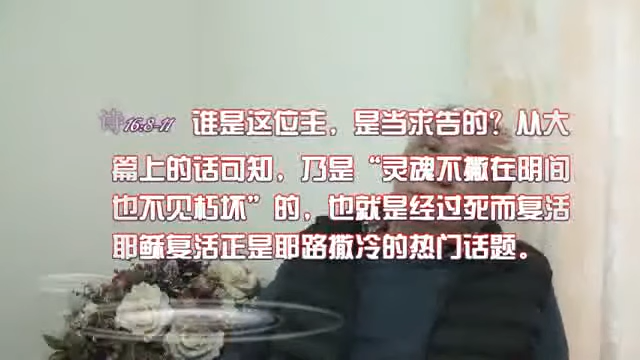 诗16:8-11 谁是这位主，是当求告的？从大
篇上的话可知，乃是“灵魂不撇在阴间
也不见朽坏”的，也就是经过死而复活
耶稣复活正是耶路撒冷的热门话题。